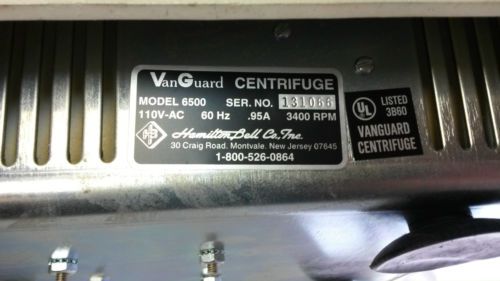 VanGuard CENTRIFUGE
MODEL 6500 SER. NO. 131066
110V-AC 60 Hz .95A 3400 RPM
Hamilton Bell Co., Inc.
30 Craig Road, Montvale, New Jersey 07645
1-800-526-0864
UL LISTED
3B60
VANGUARD
CENTRIFUGE